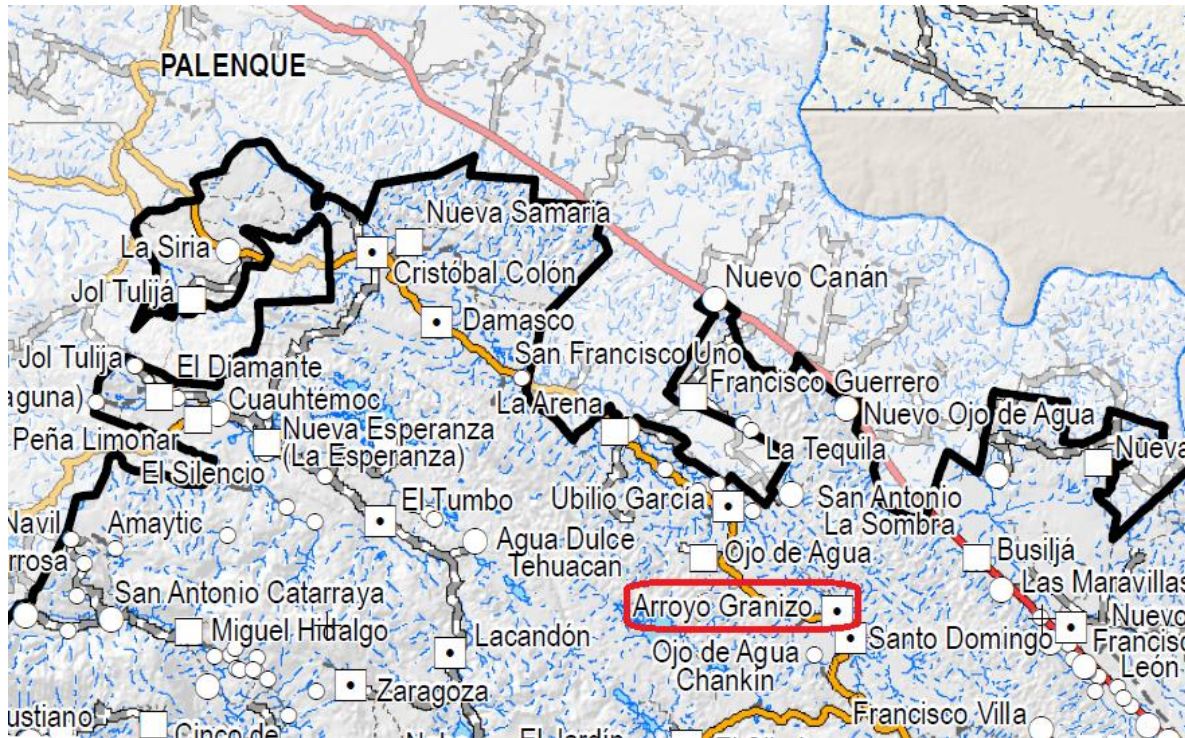 PALENQUE
Nueva Samaria
La Siria
Cristóbal Colón
Nuevo Canán
Jol Tulijá
Damasco
Jol Tulija
El Diamante
San Francisco Uno
Francisco Guerrero
aguna)
Cuauhtémoc
La Arena
Nuevo Ojo de Agua
Peña Limonar
Nueva Esperanza
(La Esperanza)
La Tequila
Nueva
El Silencio
El Tumbo
Ubilio García
San Antonio
La Sombra
Navil
Amaytic
Agua Dulce
Tehuacan
Ojo de Agua
Busiljá
rrosa
Las Maravillas
San Antonio Catarraya
Arroyo Granizo
Nuevo
Miguel Hidalgo
Lacandón
Santo Domingo
Francisco
León
Ojo de Agua
Chankin
Zaragoza
Francisco Villa
ustiano
Cinco de
El Jardín